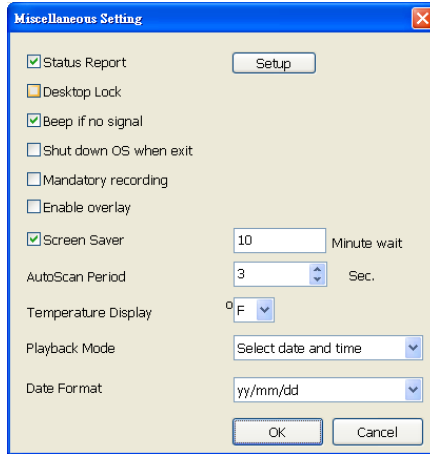 Miscellaneous Setting
Status Report Setup
Desktop Lock
Beep if no signal
Shut down OS when exit
Mandatory recording
Enable overlay
Screen Saver 10 Minute wait
AutoScan Period 3 Sec.
Temperature Display °F
Playback Mode Select date and time
Date Format yy/mm/dd
OK Cancel